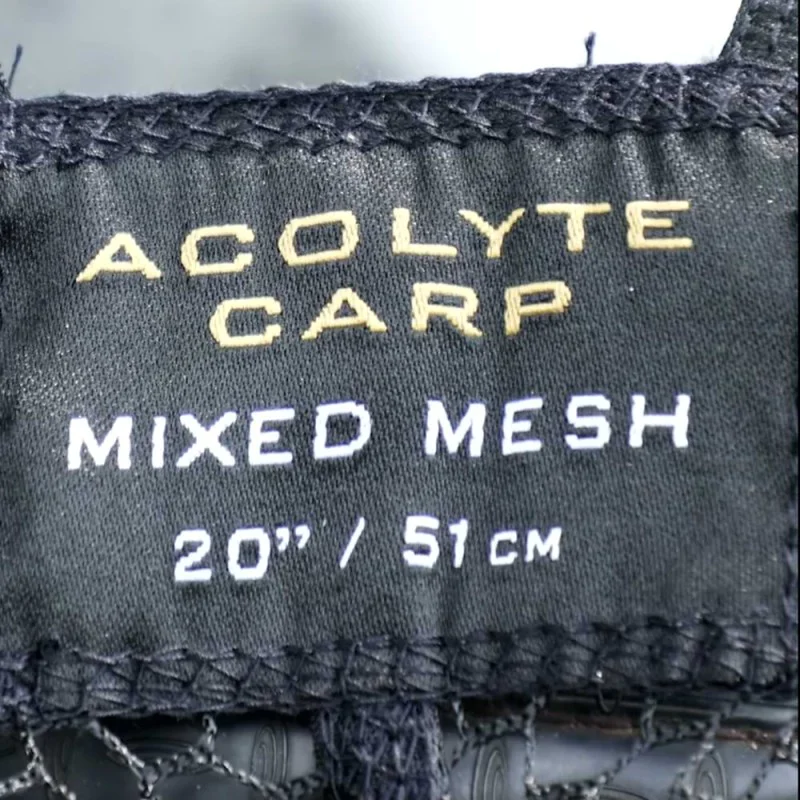 ACOLYTE
CARP
MIXED MESH
20” / 51 CM